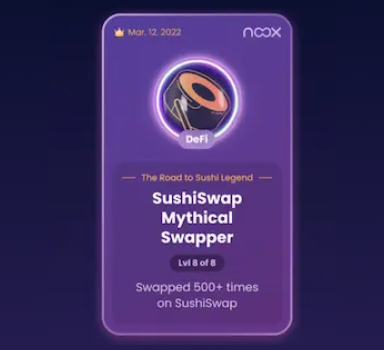 Mar. 12, 2022
noox
DeFi
The Road to Sushi Legend
SushiSwap
Mythical
Swapper
Lvl 8 of 8
Swapped 500+ times
on SushiSwap